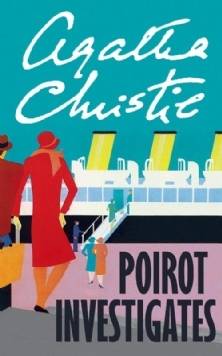 Agatha
Christie
POIROT
INVESTIGATES